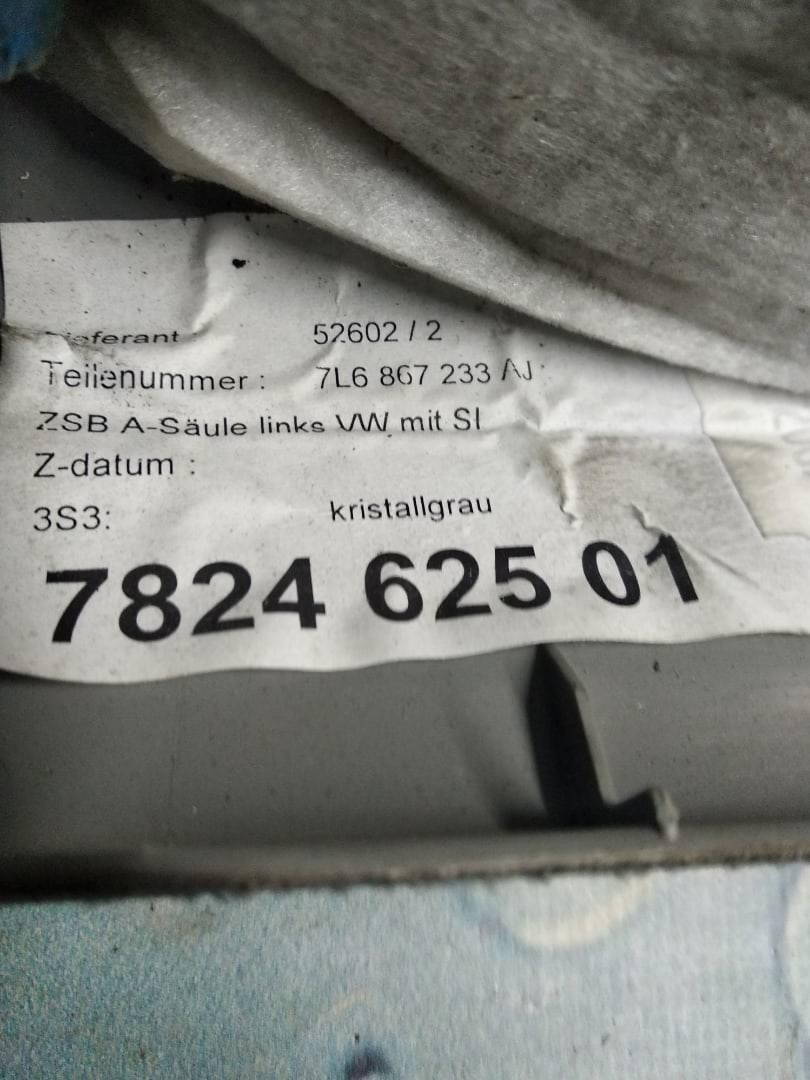 Lieferant 52602 / 2
Teilenummer : 7L6 867 233 AJ
ZSB A-Säule links VW mit SI
Z-datum :
3S3: kristallgrau
7824 625 01